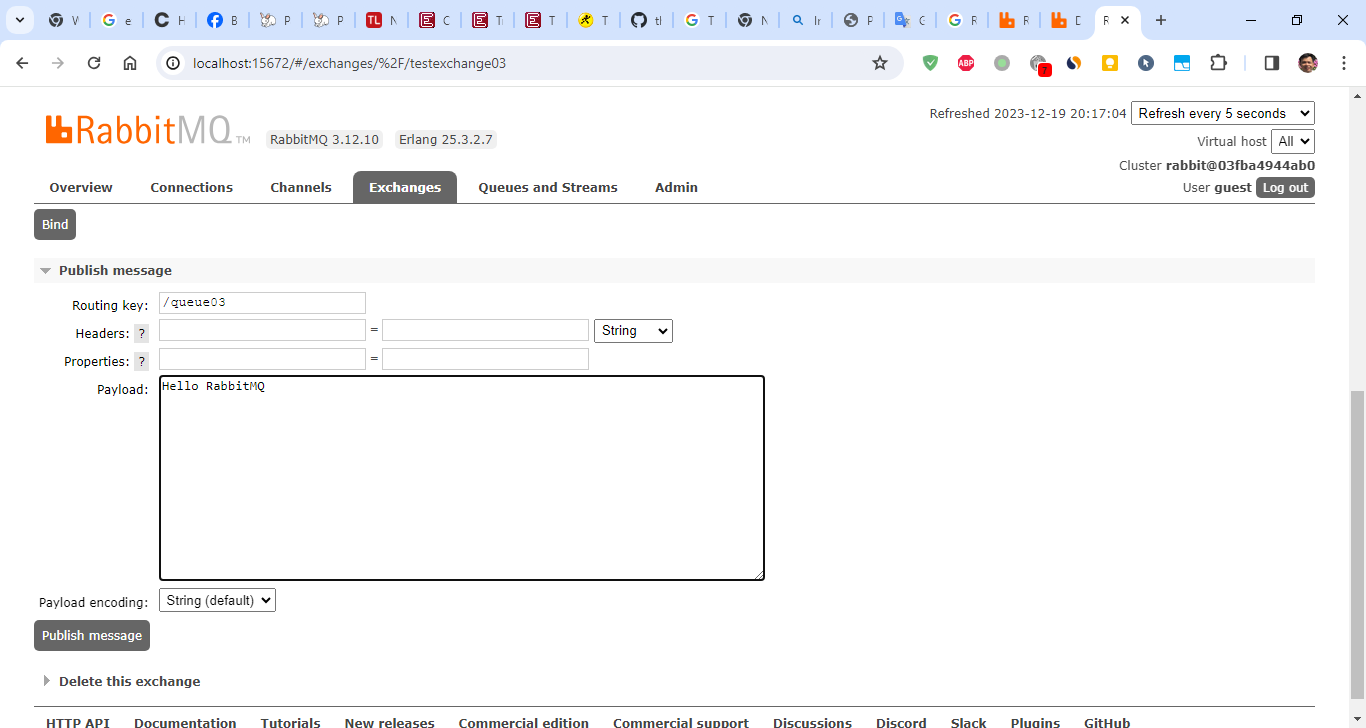 W e C H B P P TL N C T T T tl T N Ir P G R R D R
localhost:15672/#/exchanges/%2F/testexchange03
ABP
Refreshed 2023-12-19 20:17:04 Refresh every 5 seconds
RabbitMQ TM RabbitMQ 3.12.10 Erlang 25.3.2.7
Virtual host All
Cluster rabbit@03fba4944ab0
User guest Log out
Overview Connections Channels Exchanges Queues and Streams Admin
Bind
Publish message
Routing key: /queue03
Headers: ? = String
Properties: ? =
Payload: Hello RabbitMQ
Payload encoding: String (default)
Publish message
Delete this exchange
HTTP API Documentation Tutorials New releases Commercial edition Commercial support Discussions Discord Slack Plugins GitHub